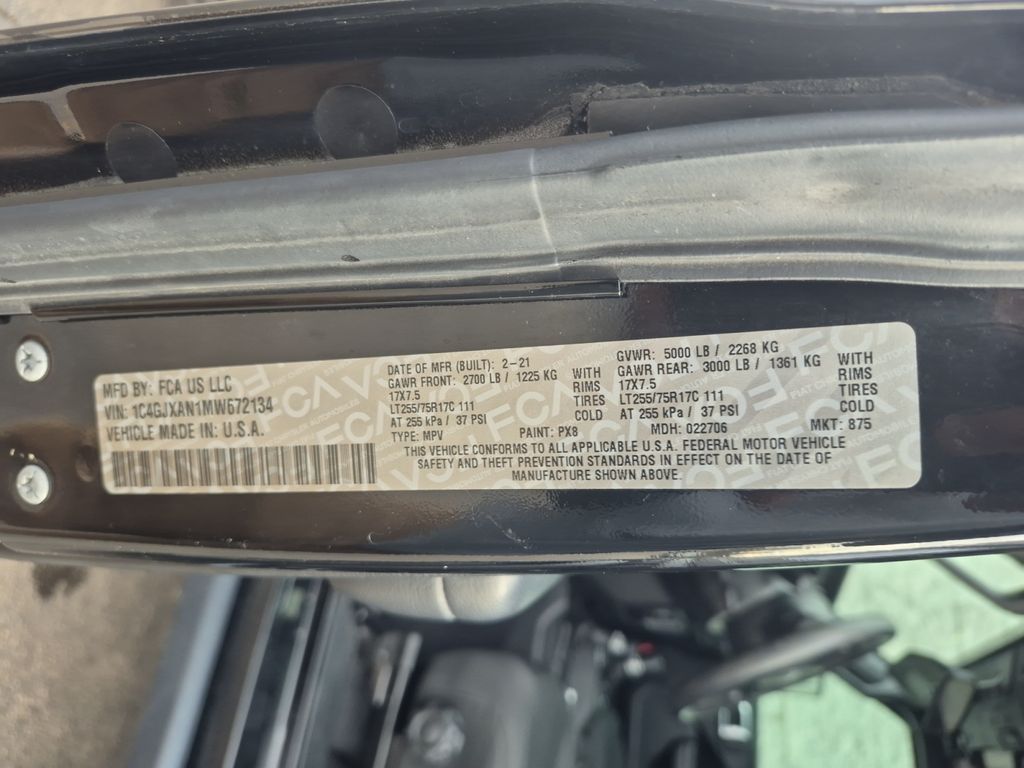 MFD BY: FCA US LLC
VIN: 1C4GJXAN1MW672134
VEHICLE MADE IN: U.S.A.
DATE OF MFR (BUILT): 2-21
GAWR FRONT: 2700 LB / 1225 KG WITH
17X7.5 RIMS
LT255/75R17C 111 TIRES
AT 255 kPa / 37 PSI COLD
GVWR: 5000 LB / 2268 KG
GAWR REAR: 3000 LB / 1361 KG WITH
17X7.5 RIMS
LT255/75R17C 111 TIRES
AT 255 kPa / 37 PSI COLD
TYPE: MPV PAINT: PX8 MDH: 022706 MKT: 875
THIS VEHICLE CONFORMS TO ALL APPLICABLE U.S.A. FEDERAL MOTOR VEHICLE
SAFETY AND THEFT PREVENTION STANDARDS IN EFFECT ON THE DATE OF
MANUFACTURE SHOWN ABOVE.